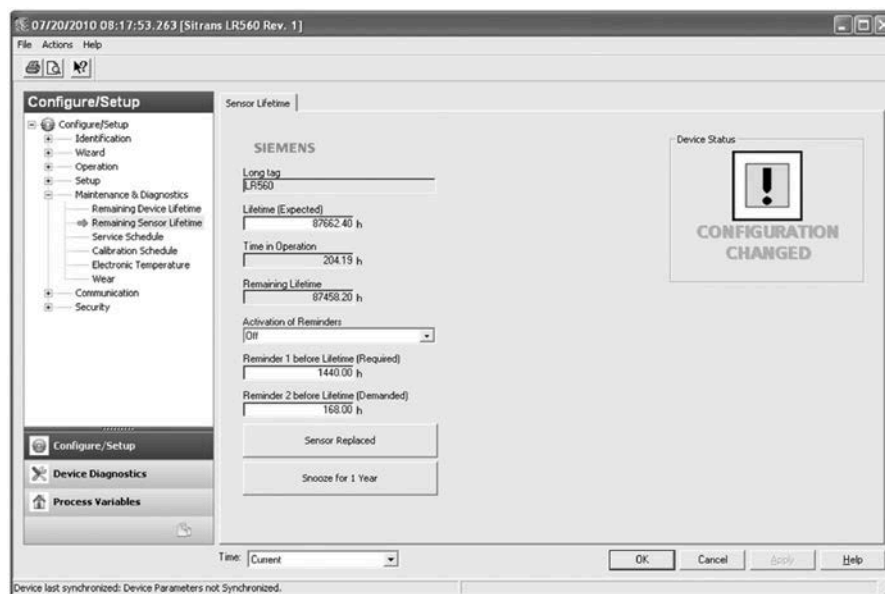 07/20/2010 08:17:53.263 [Sitrans LR560 Rev. 1]
File Actions Help
Configure/Setup
Configure/Setup
Identification
Wizard
Operation
Setup
Maintenance & Diagnostics
Remaining Device Lifetime
Remaining Sensor Lifetime
Service Schedule
Calibration Schedule
Electronic Temperature
Wear
Communication
Security
Configure/Setup
Device Diagnostics
Process Variables
Sensor Lifetime
SIEMENS
Long tag
LR560
Lifetime (Expected)
87662.40 h
Time in Operation
204.19 h
Remaining Lifetime
87458.20 h
Activation of Reminders
Off
Reminder 1 before Lifetime (Required)
1440.00 h
Reminder 2 before Lifetime (Demanded)
168.00 h
Sensor Replaced
Snooze for 1 Year
Device Status
!
CONFIGURATION
CHANGED
Time: Current
OK Cancel Apply Help
Device last synchronized: Device Parameters not Synchronized.